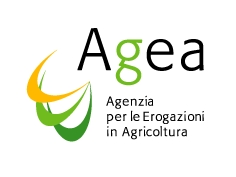 Agea
Agenzia
per le Erogazioni
in Agricoltura